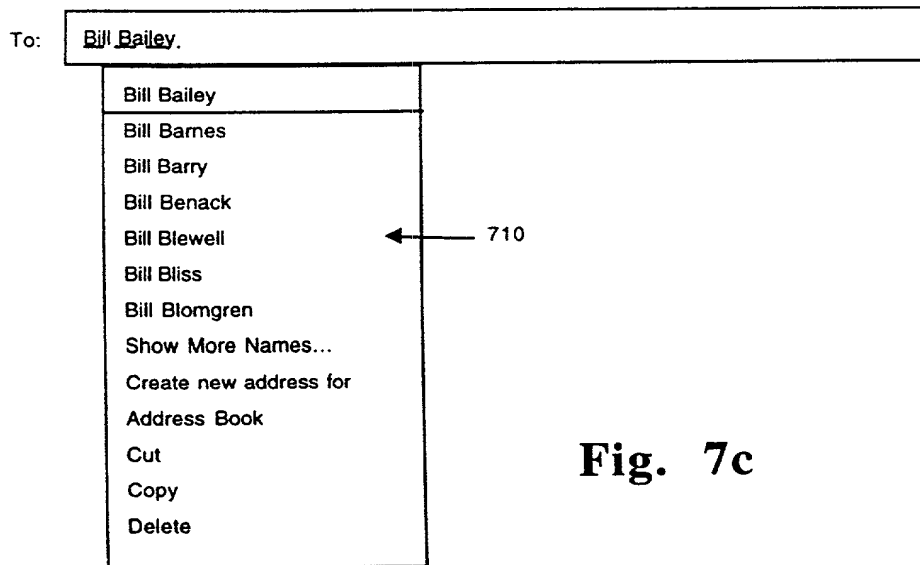 To: Bill Bailey.
Bill Bailey
Bill Barnes
Bill Barry
Bill Benack
Bill Blewell 710
Bill Bliss
Bill Blomgren
Show More Names...
Create new address for
Address Book
Cut
Copy
Delete
Fig. 7c